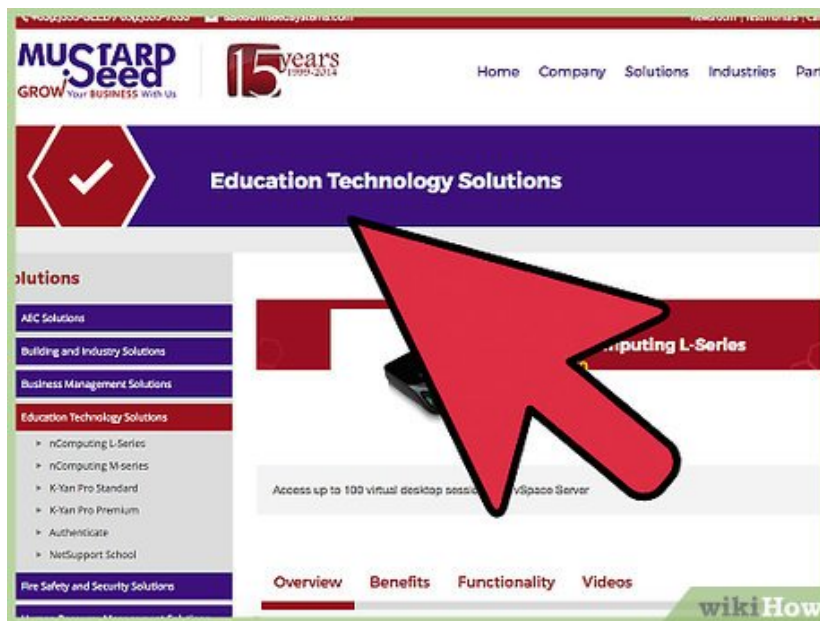 MUSTARD
Seed
GROW Your BUSINESS With Us
15 years
1999-2014
Home Company Solutions Industries
Education Technology Solutions
AEC Solutions
Building and Industry Solutions
Business Management Solutions
Education Technology Solutions
nComputing L-Series
nComputing M-series
K-Yan Pro Standard
K-Yan Pro Premium
Authenticate
NetSupport School
Fire Safety and Security Solutions
L-Series
Access up to 100 virtual desktop vSpace Server
Overview Benefits Functionality Videos
wikiHow